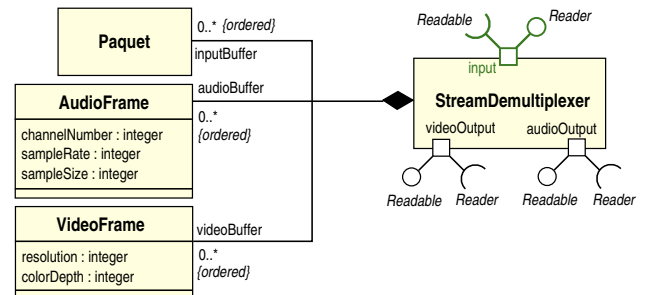 Paquet
0..* {ordered}
inputBuffer
AudioFrame
channelNumber : integer
sampleRate : integer
sampleSize : integer
audioBuffer
0..*
{ordered}
VideoFrame
resolution : integer
colorDepth : integer
videoBuffer
0..*
{ordered}
Readable
Reader
input
StreamDemultiplexer
videoOutput audioOutput
Readable Reader Readable Reader